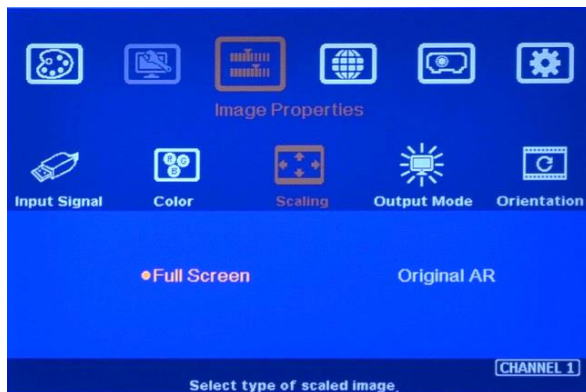 Image Properties
R G B
Input Signal Color Scaling Output Mode Orientation
Full Screen Original AR
CHANNEL 1
Select type of scaled image.